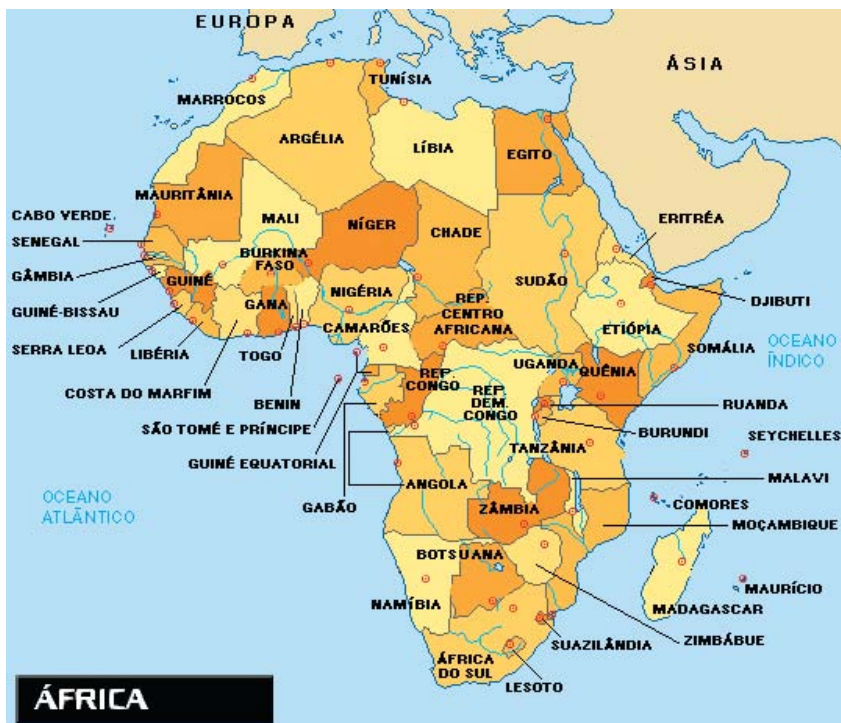 EUROPA
ÁSIA
TUNÍSIA
MARROCOS
ARGÉLIA
LÍBIA
EGITO
MAURITÂNIA
MALI
NÍGER
CHADE
SUDÃO
ERITRÉA
CABO VERDE.
SENEGAL
GÂMBIA
GUINÉ-BISSAU
SERRA LEOA
GUINÉ
BURKINA
FASO
GANA
NIGÉRIA
CAMARÕES
REP.
CENTRO
AFRICANA
DJIBUTI
ETIÓPIA
SOMÁLIA
OCEANO
ÍNDICO
LIBÉRIA
TOGO
COSTA DO MARFIM
BENIN
SÃO TOMÉ E PRÍNCIPE
GUINÉ EQUATORIAL
GABÃO
REP.
CONGO
REP.
DEM.
CONGO
UGANDA
QUÊNIA
RUANDA
BURUNDI
SEYCHELLES
TANZÂNIA
MALAVI
COMORES
MOÇAMBIQUE
OCEANO
ATLÂNTICO
ANGOLA
ZÂMBIA
BOTSUANA
NAMÍBIA
MADAGASCAR
MAURÍCIO
ZIMBÁBUE
SUAZILÂNDIA
ÁFRICA
DO SUL
LESOTO
ÁFRICA